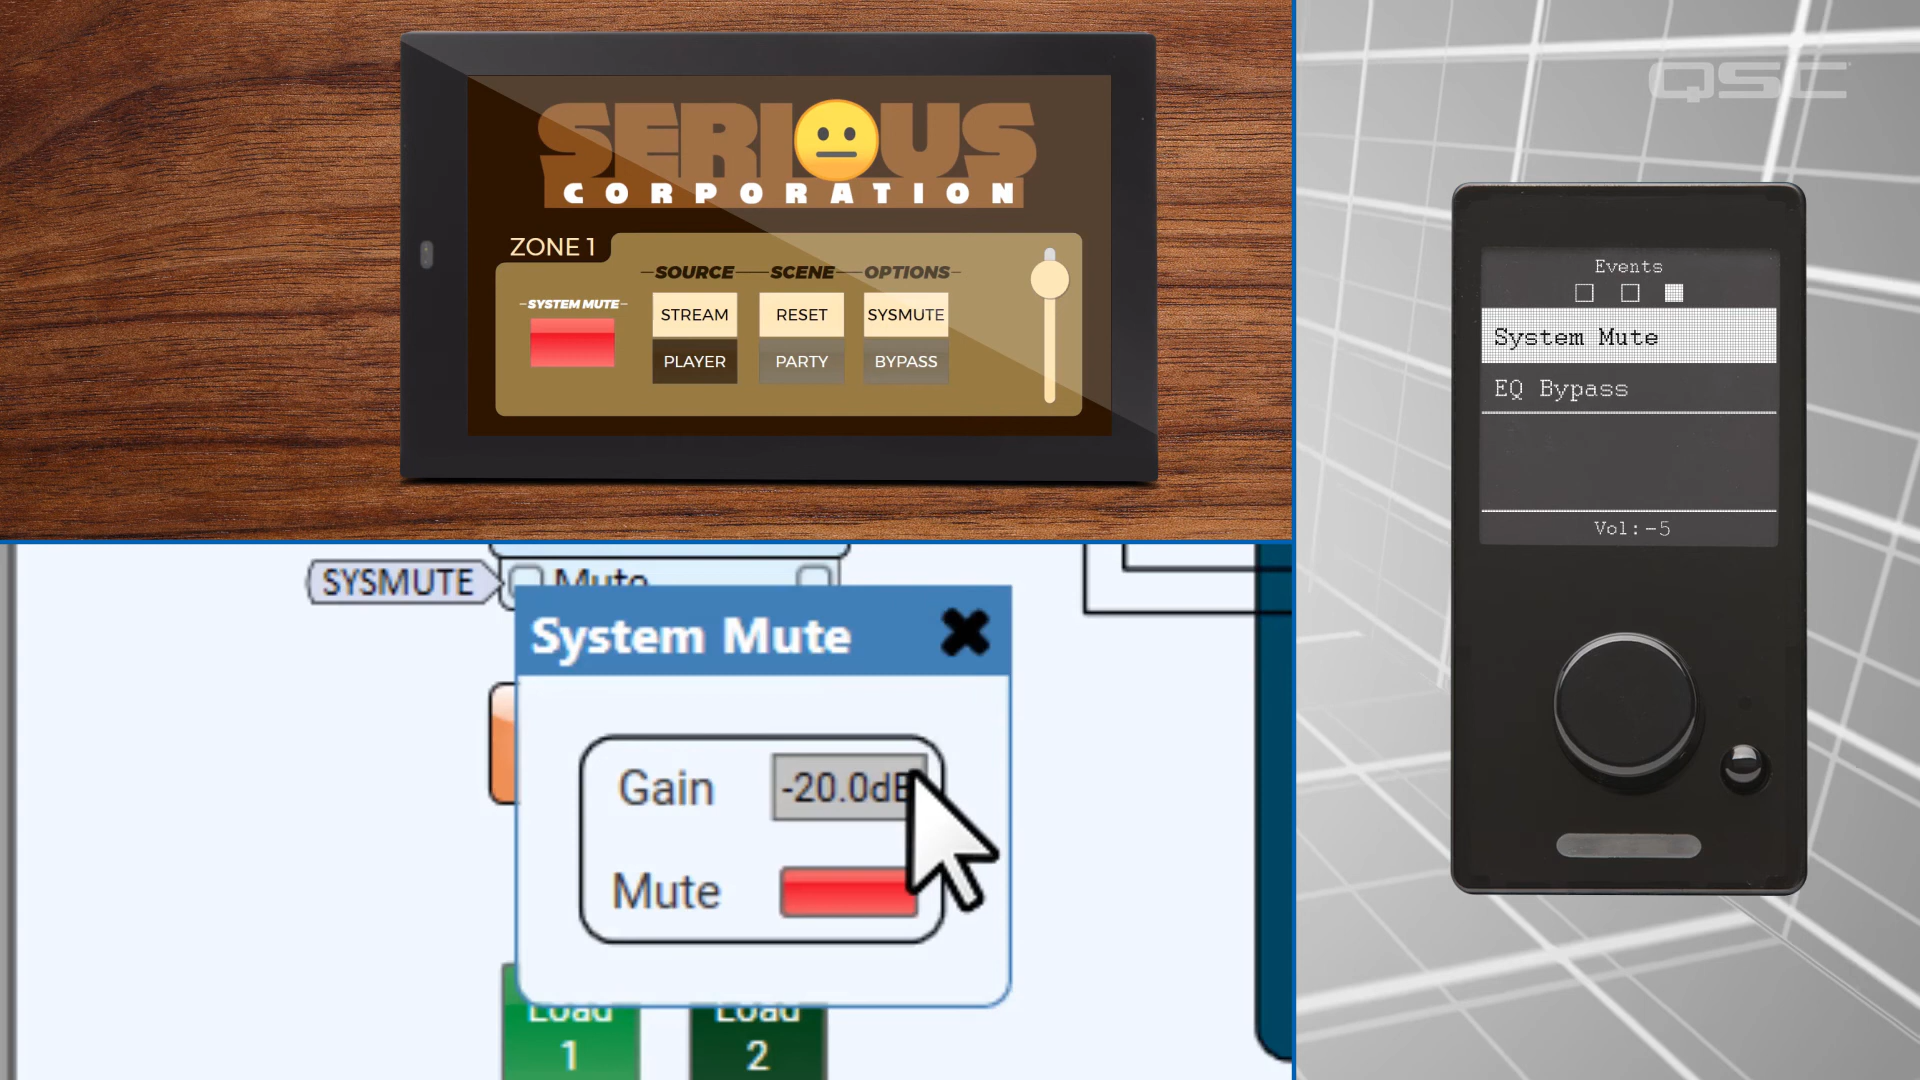 SERIOUS
CORPORATION
ZONE 1
SOURCE SCENE OPTIONS
SYSTEM MUTE
STREAM RESET SYSMUTE
PLAYER PARTY BYPASS
SYSMUTE
Mute
System Mute
Gain -20.0dB
Mute
Load
1
Load
2
QSC
Events
System Mute
EQ Bypass
Vol:-5